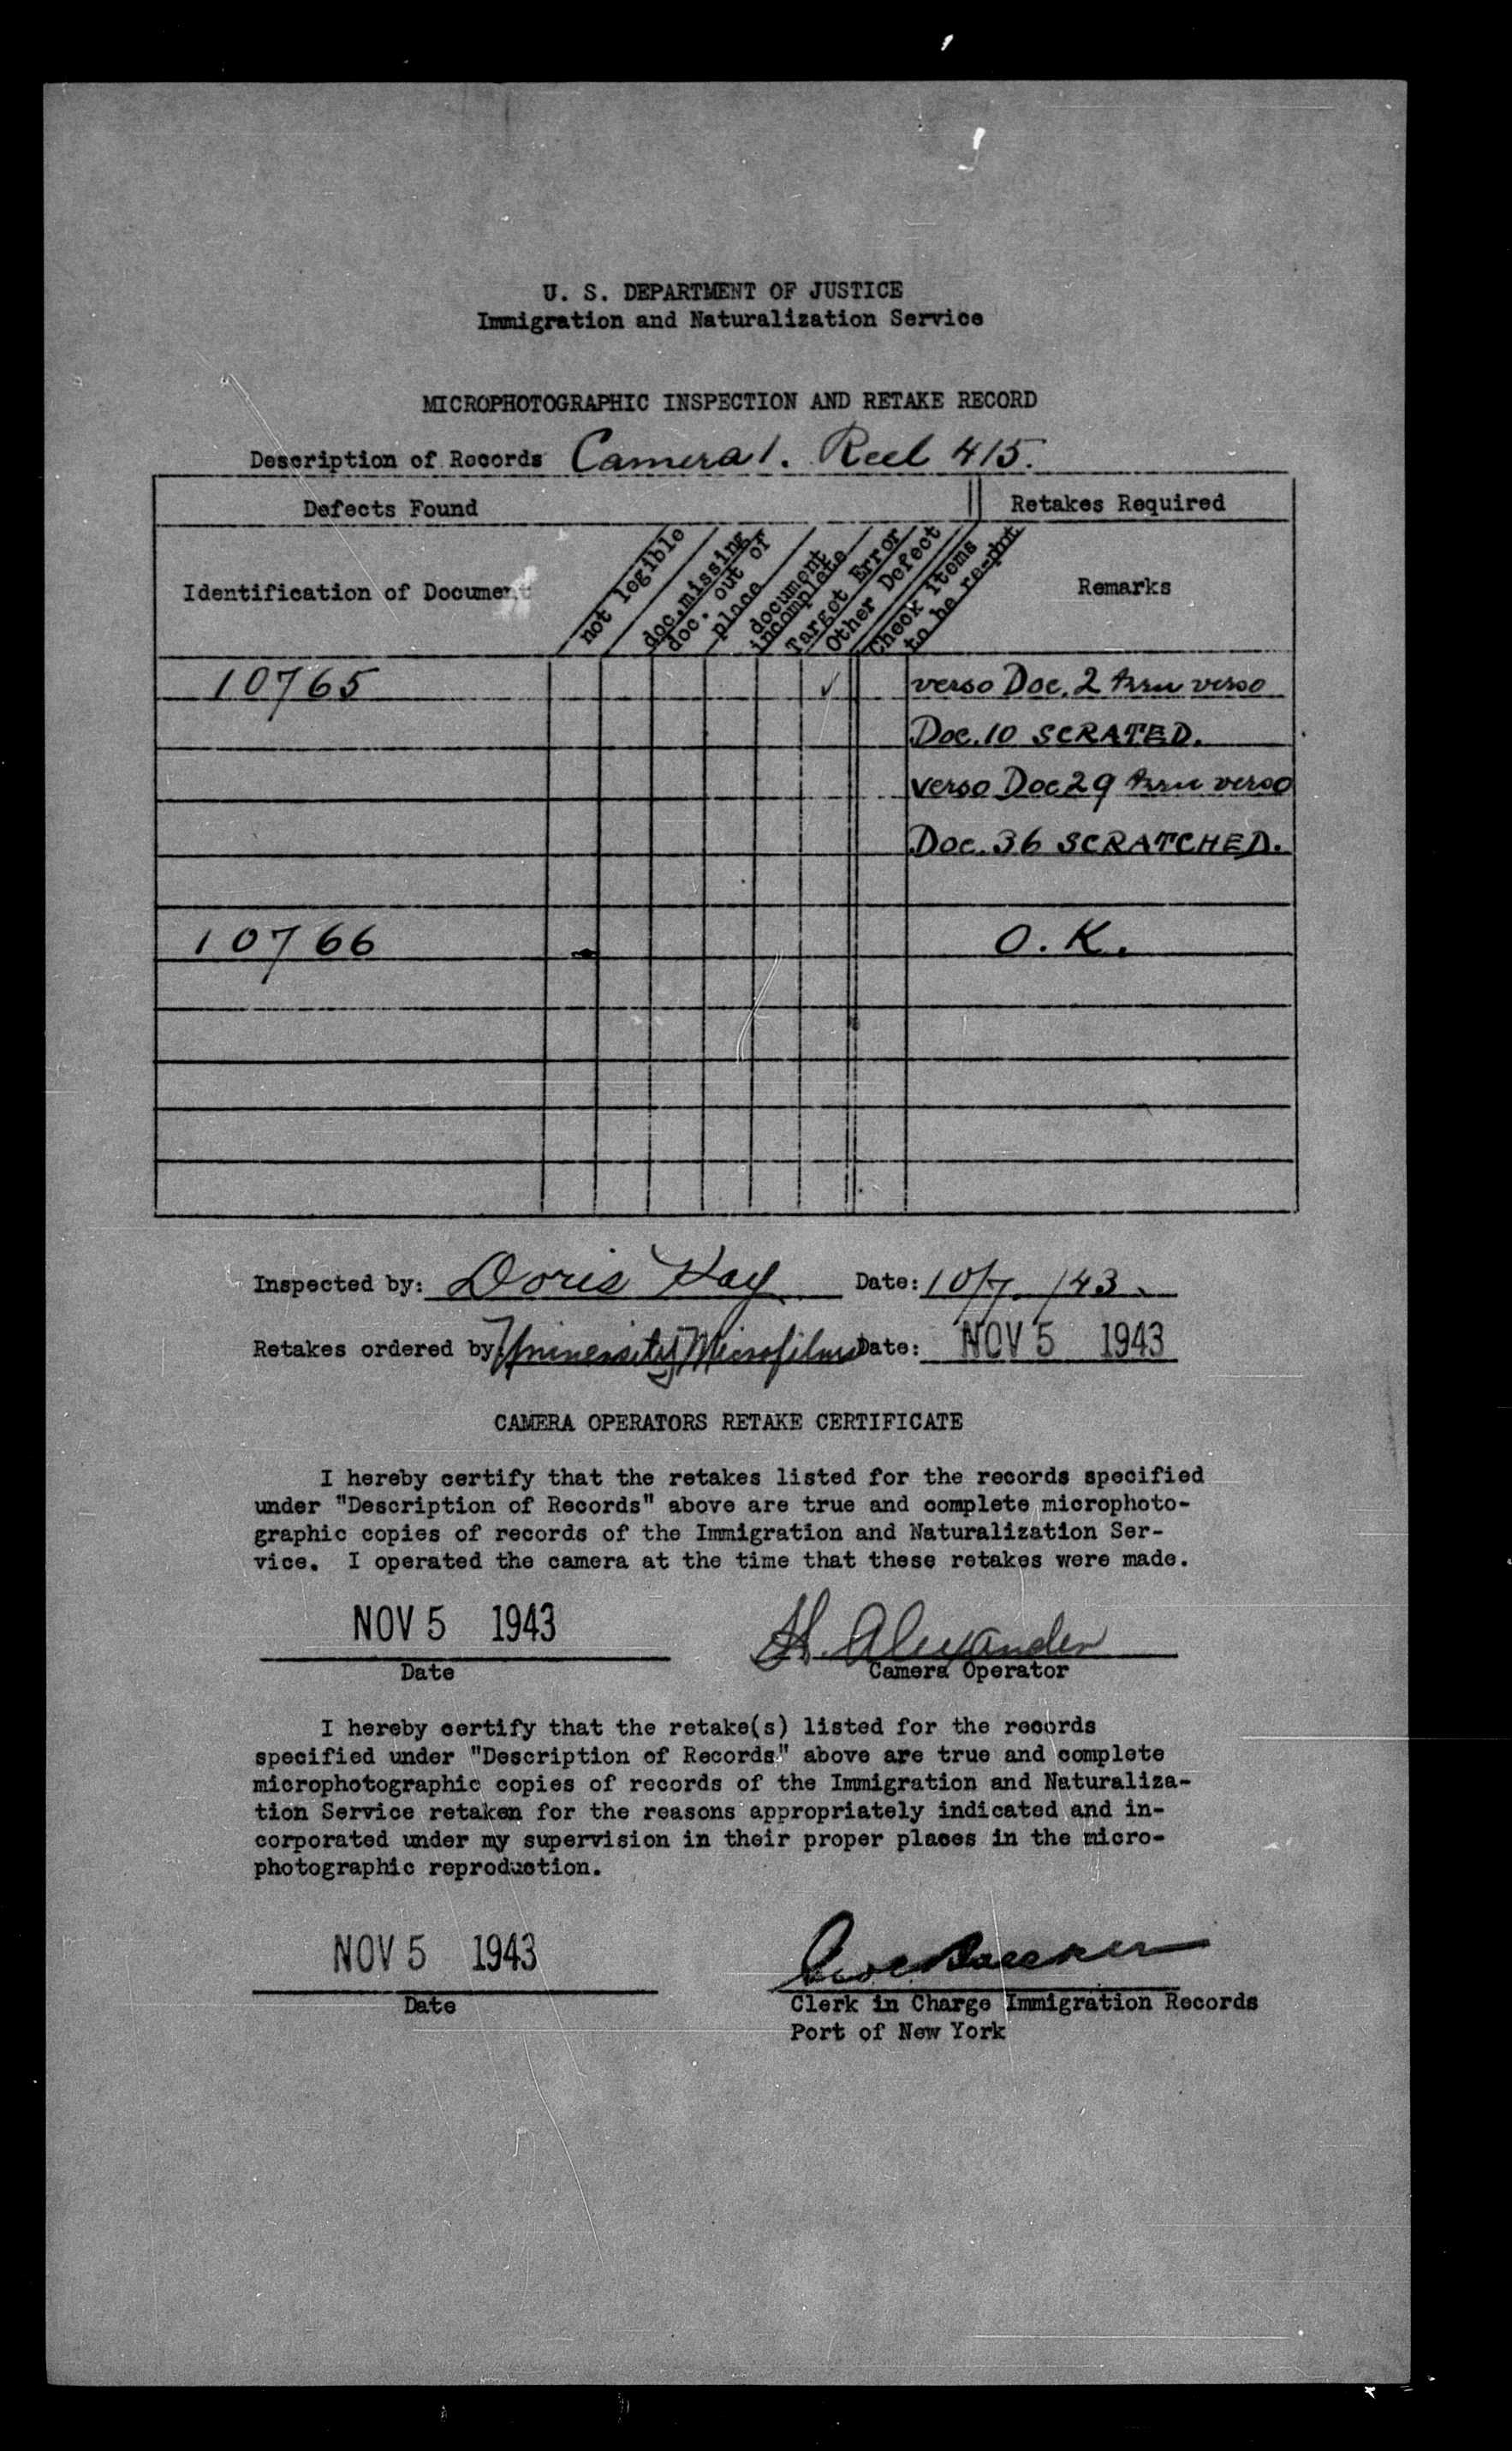 U. S. DEPARTMENT OF JUSTICE
Immigration and Naturalization Service
MICROPHOTOGRAPHIC INSPECTION AND RETAKE RECORD
Description of Records Camera 1. Reel 415.
Defects Found
Retakes Required
Identification of Document
not legible
doc. missing
doc. out of
place
document
incomplete
Target Error
Other Defect
Check items
to be re-phot
Remarks
10765 ✓ verso Doc. 2 thru verso
Doc. 10 SCRATED.
verso Doc 29 thru verso
Doc. 36 SCRATCHED.
10766 O.K.
Inspected by: Doris Kay Date: 10/7/43
Retakes ordered by University Microfilms Date: NOV 5 1943
CAMERA OPERATORS RETAKE CERTIFICATE
I hereby certify that the retakes listed for the records specified
under "Description of Records" above are true and complete microphoto-
graphic copies of records of the Immigration and Naturalization Ser-
vice. I operated the camera at the time that these retakes were made.
NOV 5 1943 H. Alexander
Date Camera Operator
I hereby certify that the retake(s) listed for the records
specified under "Description of Records" above are true and complete
microphotographic copies of records of the Immigration and Naturaliza-
tion Service retaken for the reasons appropriately indicated and in-
corporated under my supervision in their proper places in the micro-
photographic reproduction.
NOV 5 1943
Date Clerk in Charge Immigration Records
Port of New York